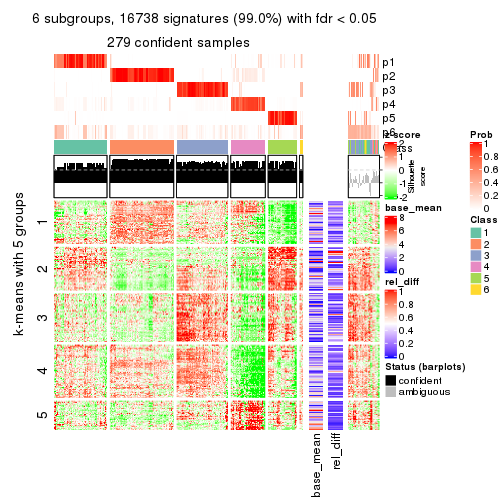 6 subgroups, 16738 signatures (99.0%) with fdr < 0.05
279 confident samples
p1
p2
p3
p4
p5
p6
Class
Silhouette
score
k-means with 5 groups
1
2
3
4
5
base_mean
rel_diff
z-score
2
1
0
-1
-2
base_mean
8
6
4
2
0
rel_diff
1
0.8
0.6
0.4
0.2
0
Status (barplots)
confident
ambiguous
Prob
1
0.8
0.6
0.4
0.2
0
Class
1
2
3
4
5
6